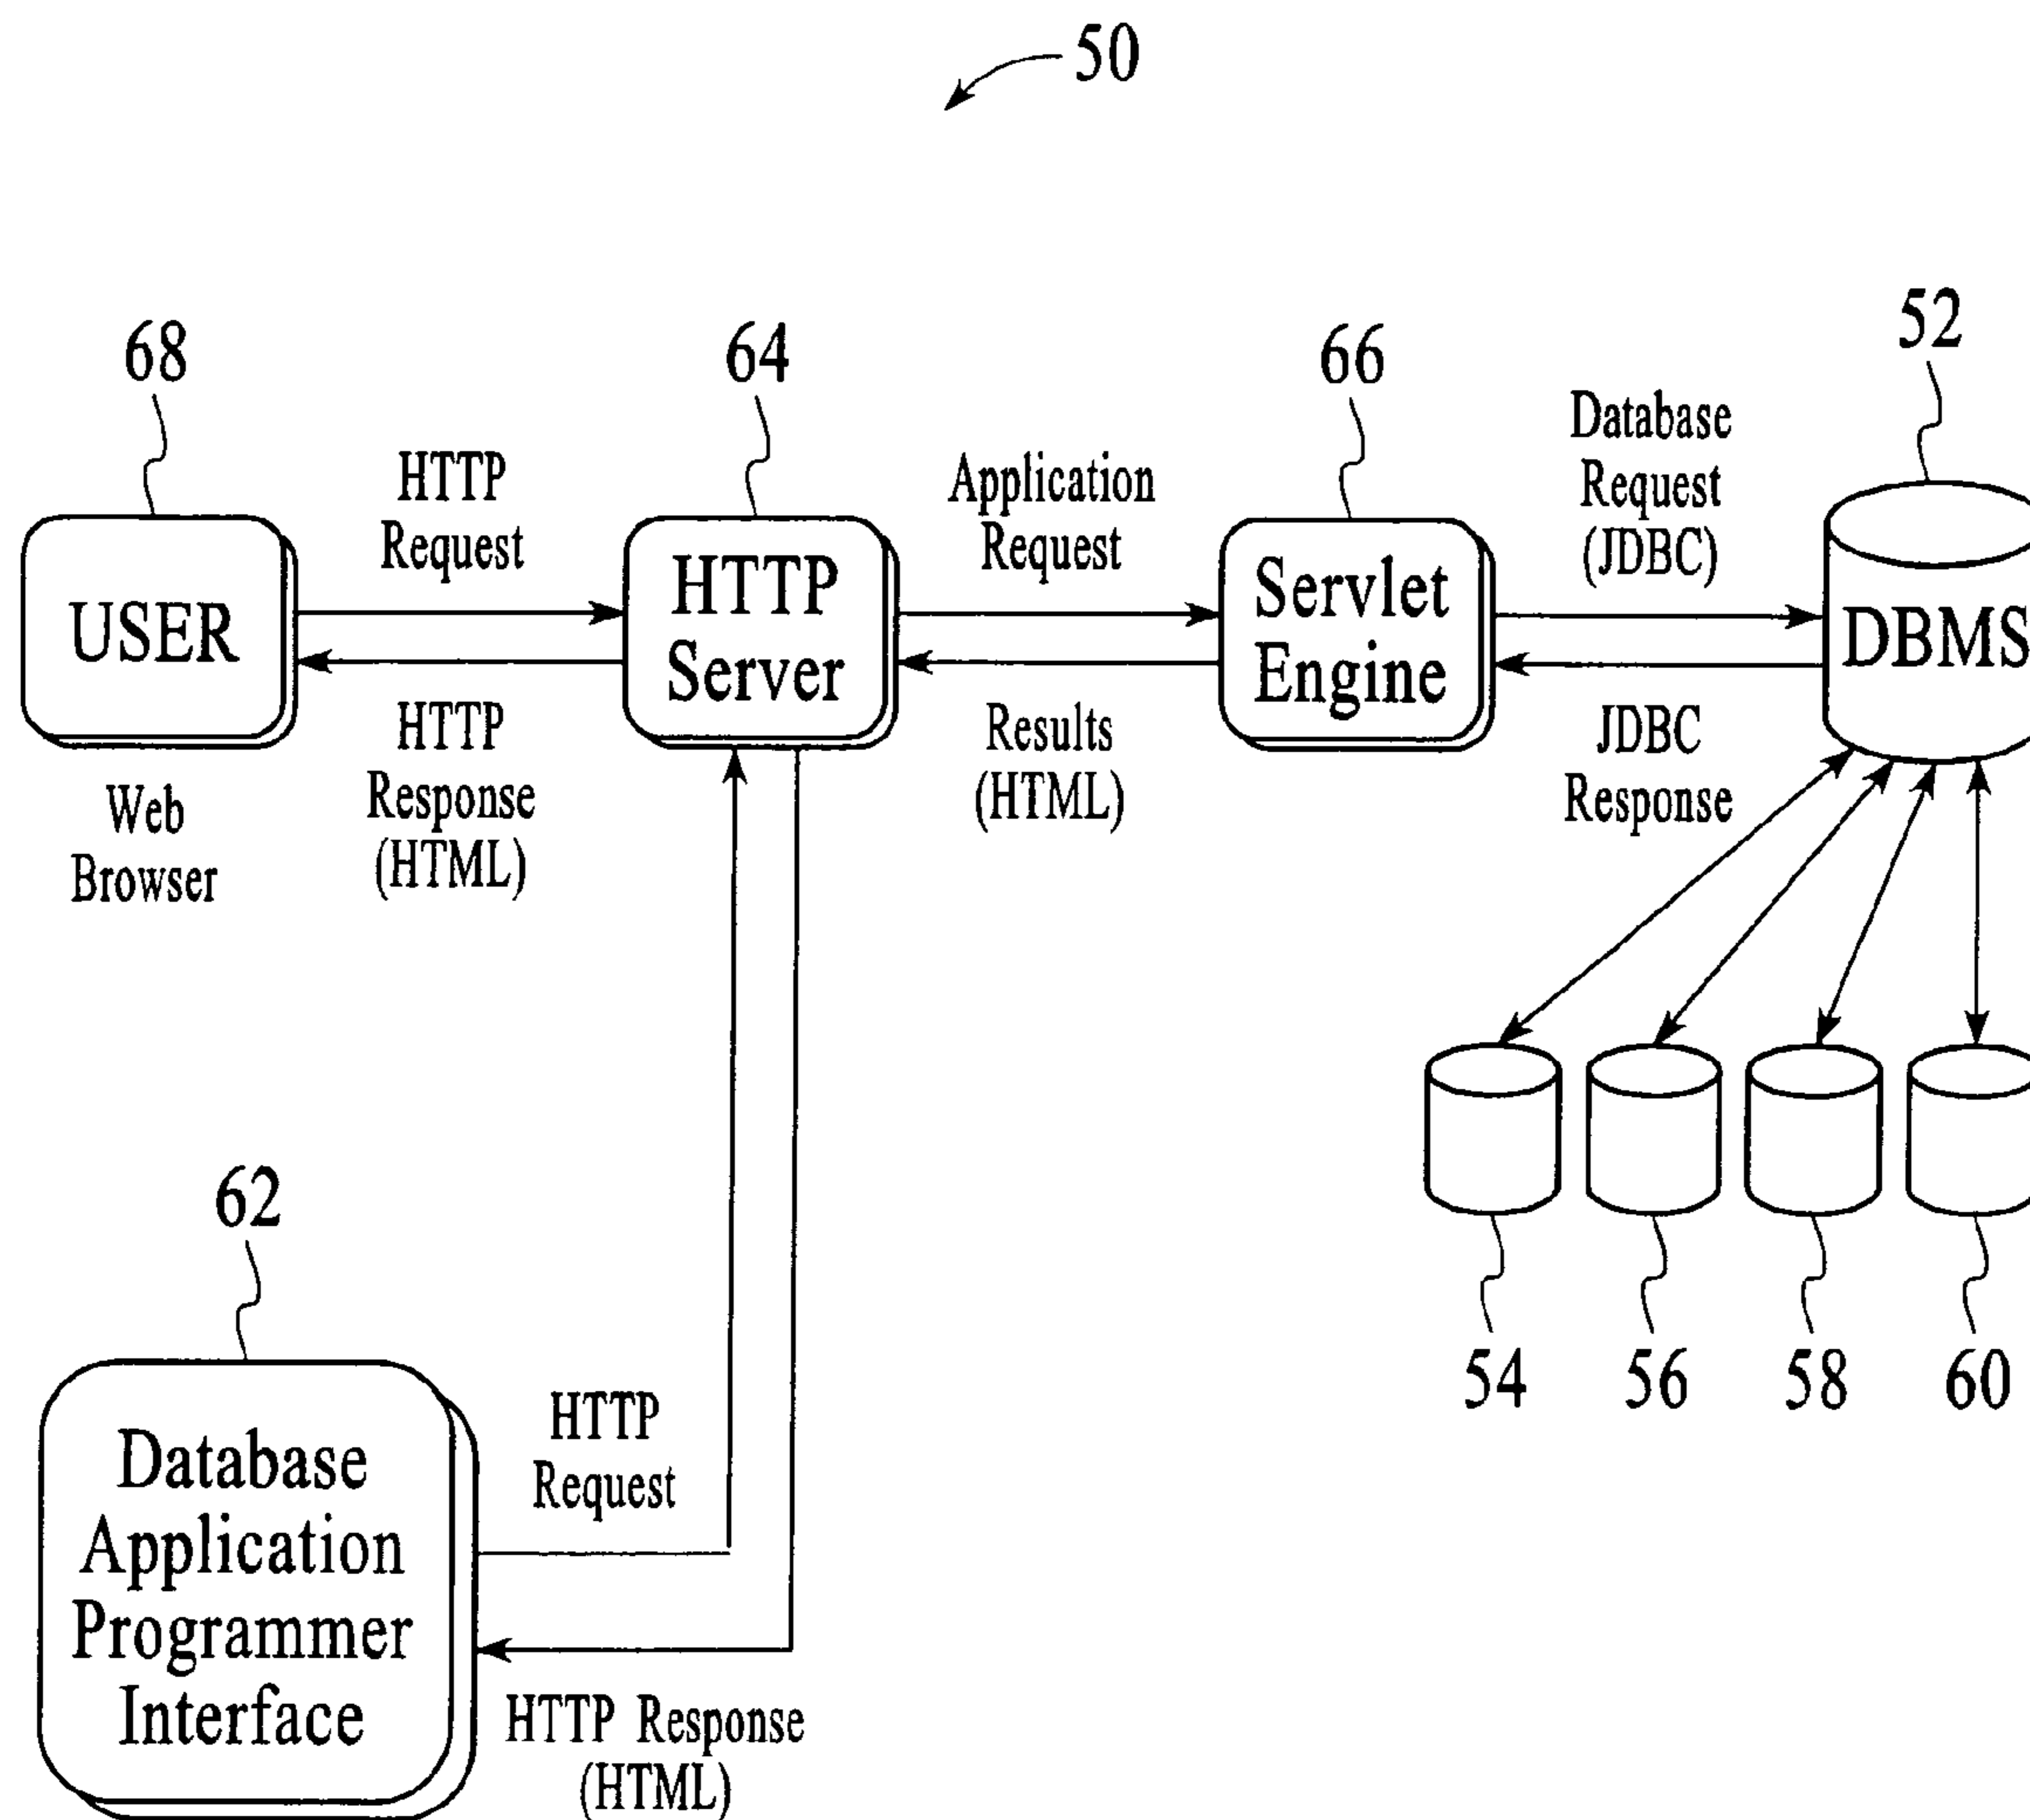 50
68
64
66
52
HTTP
Request
Application
Request
Database
Request
(JDBC)
USER
HTTP
Server
Servlet
Engine
DBMS
Web
Browser
HTTP
Response
(HTML)
Results
(HTML)
JDBC
Response
62
54
56
58
60
Database
Application
Programmer
Interface
HTTP
Request
HTTP Response
(HTML)